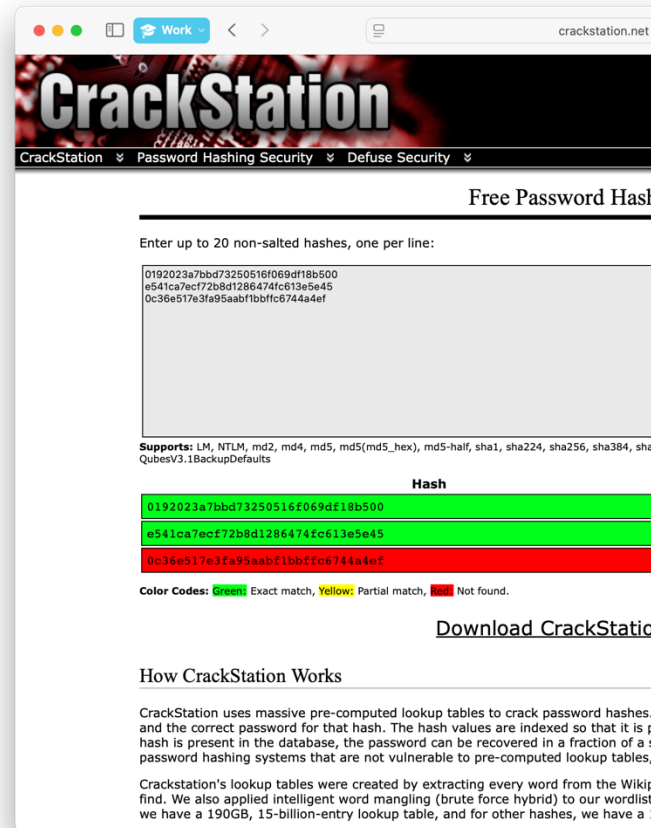 Work
crackstation.net
CrackStation
CrackStation Password Hashing Security Defuse Security
Free Password Hash
Enter up to 20 non-salted hashes, one per line:
0192023a7bbd73250516f069df18b500
e541ca7ecf72b8d1286474fc613e5e45
0c36e517e3fa95aabf1bbffc6744a4ef
Supports: LM, NTLM, md2, md4, md5, md5(md5_hex), md5-half, sha1, sha224, sha256, sha384, sha
QubesV3.1BackupDefaults
Hash
0192023a7bbd73250516f069df18b500
e541ca7ecf72b8d1286474fc613e5e45
0c36e517e3fa95aabf1bbffc6744a4ef
Color Codes: Green: Exact match, Yellow: Partial match, Red: Not found.
Download CrackStatio
How CrackStation Works
CrackStation uses massive pre-computed lookup tables to crack password hashes.
and the correct password for that hash. The hash values are indexed so that it is p
hash is present in the database, the password can be recovered in a fraction of a s
password hashing systems that are not vulnerable to pre-computed lookup tables,
Crackstation's lookup tables were created by extracting every word from the Wikip
find. We also applied intelligent word mangling (brute force hybrid) to our wordlist
we have a 190GB, 15-billion-entry lookup table, and for other hashes, we have a